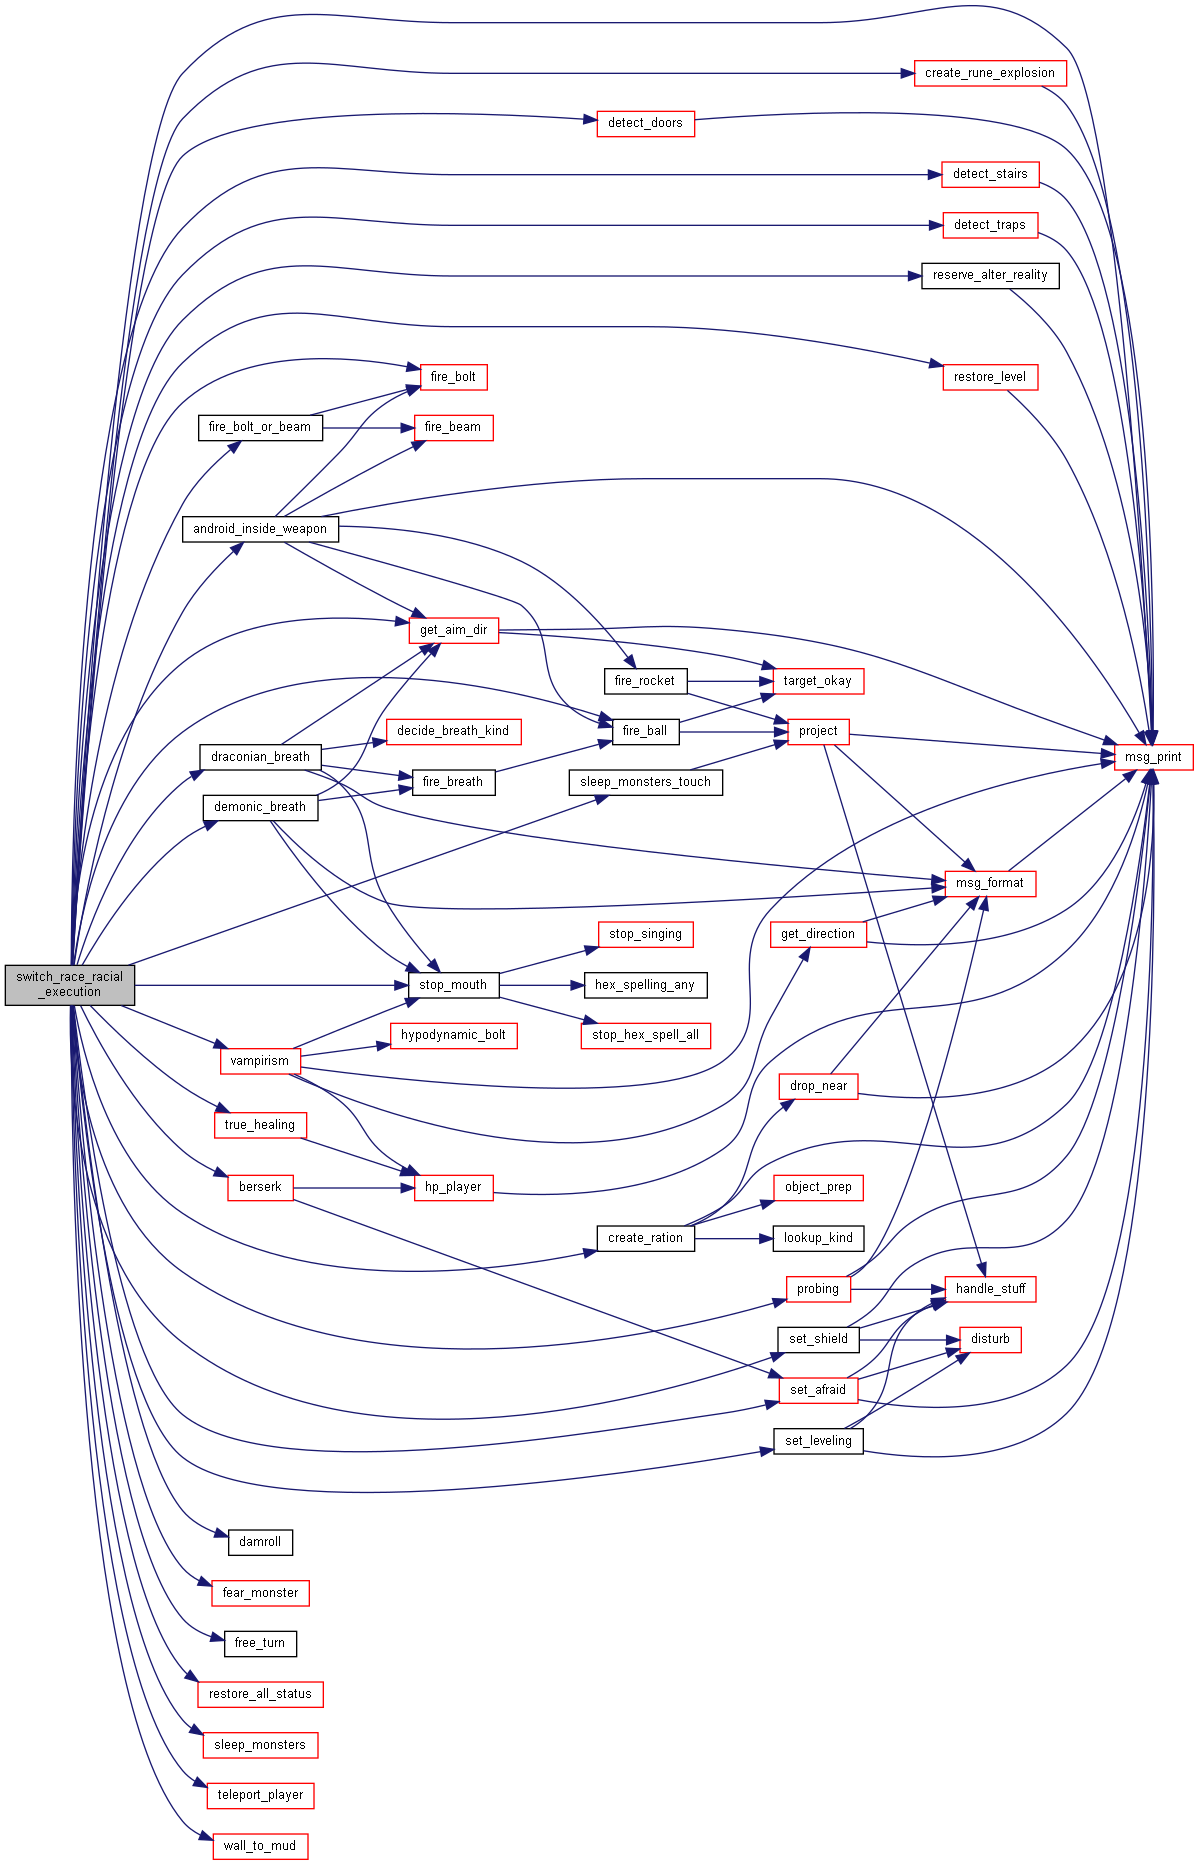 create_rune_explosion
detect_doors
detect_stairs
detect_traps
reserve_alter_reality
restore_level
fire_bolt
fire_bolt_or_beam
fire_beam
android_inside_weapon
get_aim_dir
fire_rocket
target_okay
decide_breath_kind
fire_ball
project
draconian_breath
msg_print
fire_breath
sleep_monsters_touch
demonic_breath
msg_format
stop_singing
get_direction
switch_race_racial
_execution
stop_mouth
hex_spelling_any
hypodynamic_bolt
stop_hex_spell_all
vampirism
drop_near
true_healing
berserk
hp_player
object_prep
create_ration
lookup_kind
probing
handle_stuff
set_shield
disturb
set_afraid
set_leveling
damroll
fear_monster
free_turn
restore_all_status
sleep_monsters
teleport_player
wall_to_mud